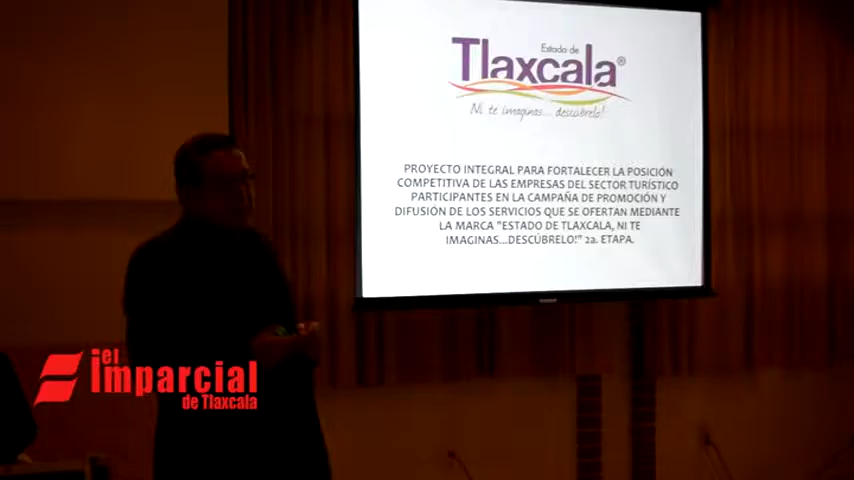 Estado de
Tlaxcala®
Ni te imaginas... descúbrelo!
PROYECTO INTEGRAL PARA FORTALECER LA POSICIÓN
COMPETITIVA DE LAS EMPRESAS DEL SECTOR TURÍSTICO
PARTICIPANTES EN LA CAMPAÑA DE PROMOCIÓN Y
DIFUSIÓN DE LOS SERVICIOS QUE SE OFERTAN MEDIANTE
LA MARCA "ESTADO DE TLAXCALA, NI TE
IMAGINAS...DESCÚBRELO!" 2a. ETAPA.
el
Imparcial
de Tlaxcala